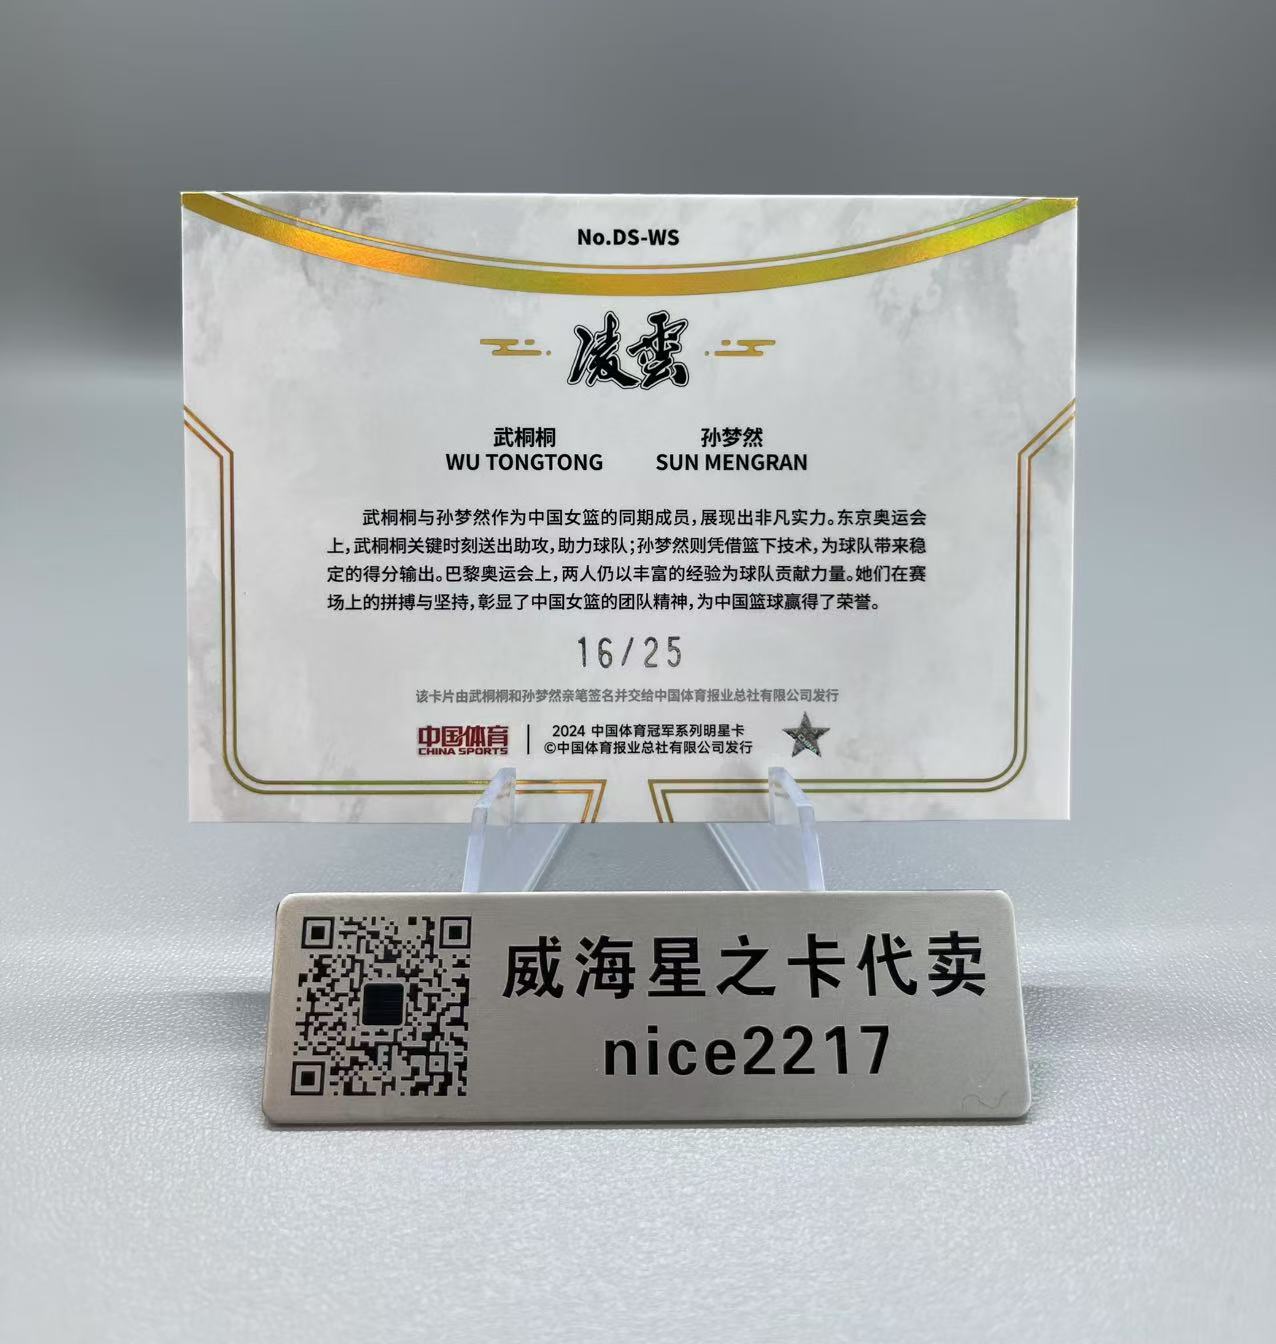 No.DS-WS
凌雲
武桐桐 孙梦然
WU TONGTONG SUN MENGRAN
武桐桐与孙梦然作为中国女篮的同期成员，展现出非凡实力。东京奥运会
上，武桐桐关键时刻送出助攻，助力球队；孙梦然则凭借篮下技术，为球队带来稳
定的得分输出。巴黎奥运会上，两人仍以丰富的经验为球队贡献力量。她们在赛
场上的拼搏与坚持，彰显了中国女篮的团队精神，为中国篮球赢得了荣誉。
16/25
该卡片由武桐桐和孙梦然亲笔签名并交给中国体育报业总社有限公司发行
中国体育
CHINA SPORTS
2024 中国体育冠军系列明星卡
©中国体育报业总社有限公司发行
威海星之卡代卖
nice2217